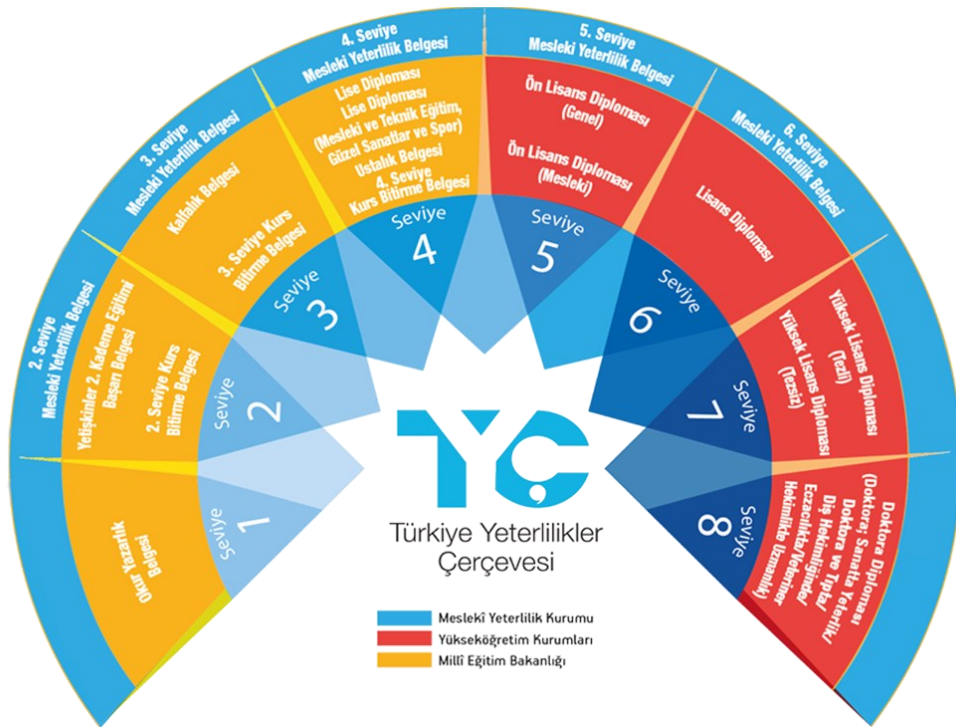 2. Seviye
Mesleki Yeterlilik Belgesi
3. Seviye
Mesleki Yeterlilik Belgesi
4. Seviye
Mesleki Yeterlilik Belgesi
5. Seviye
Mesleki Yeterlilik Belgesi
6. Seviye
Mesleki Yeterlilik Belgesi
Okur Yazarlık
Belgesi
Yetişkinler 2. Kademe Eğitimi
Başarı Belgesi
2. Seviye Kurs
Bitirme Belgesi
Kalfalık Belgesi
3. Seviye Kurs
Bitirme Belgesi
Lise Diploması
Lise Diploması
(Mesleki ve Teknik Eğitim,
Güzel Sanatlar ve Spor)
Ustalık Belgesi
4. Seviye
Kurs Bitirme Belgesi
Ön Lisans Diploması
(Genel)
Ön Lisans Diploması
(Mesleki)
Lisans Diploması
Yüksek Lisans Diploması
(Tezli)
Yüksek Lisans Diploması
(Tezsiz)
Doktora Diploması
(Doktora; Sanatta Yeterlik/
Doktora ve Tıpta/
Diş Hekimliğinde/
Eczacılıkta/Veteriner
Hekimlikte Uzmanlık)
Seviye
1
Seviye
2
Seviye
3
Seviye
4
Seviye
5
Seviye
6
Seviye
7
Seviye
8
TYÇ
Türkiye Yeterlilikler
Çerçevesi
Meslekî Yeterlilik Kurumu
Yükseköğretim Kurumları
Millî Eğitim Bakanlığı